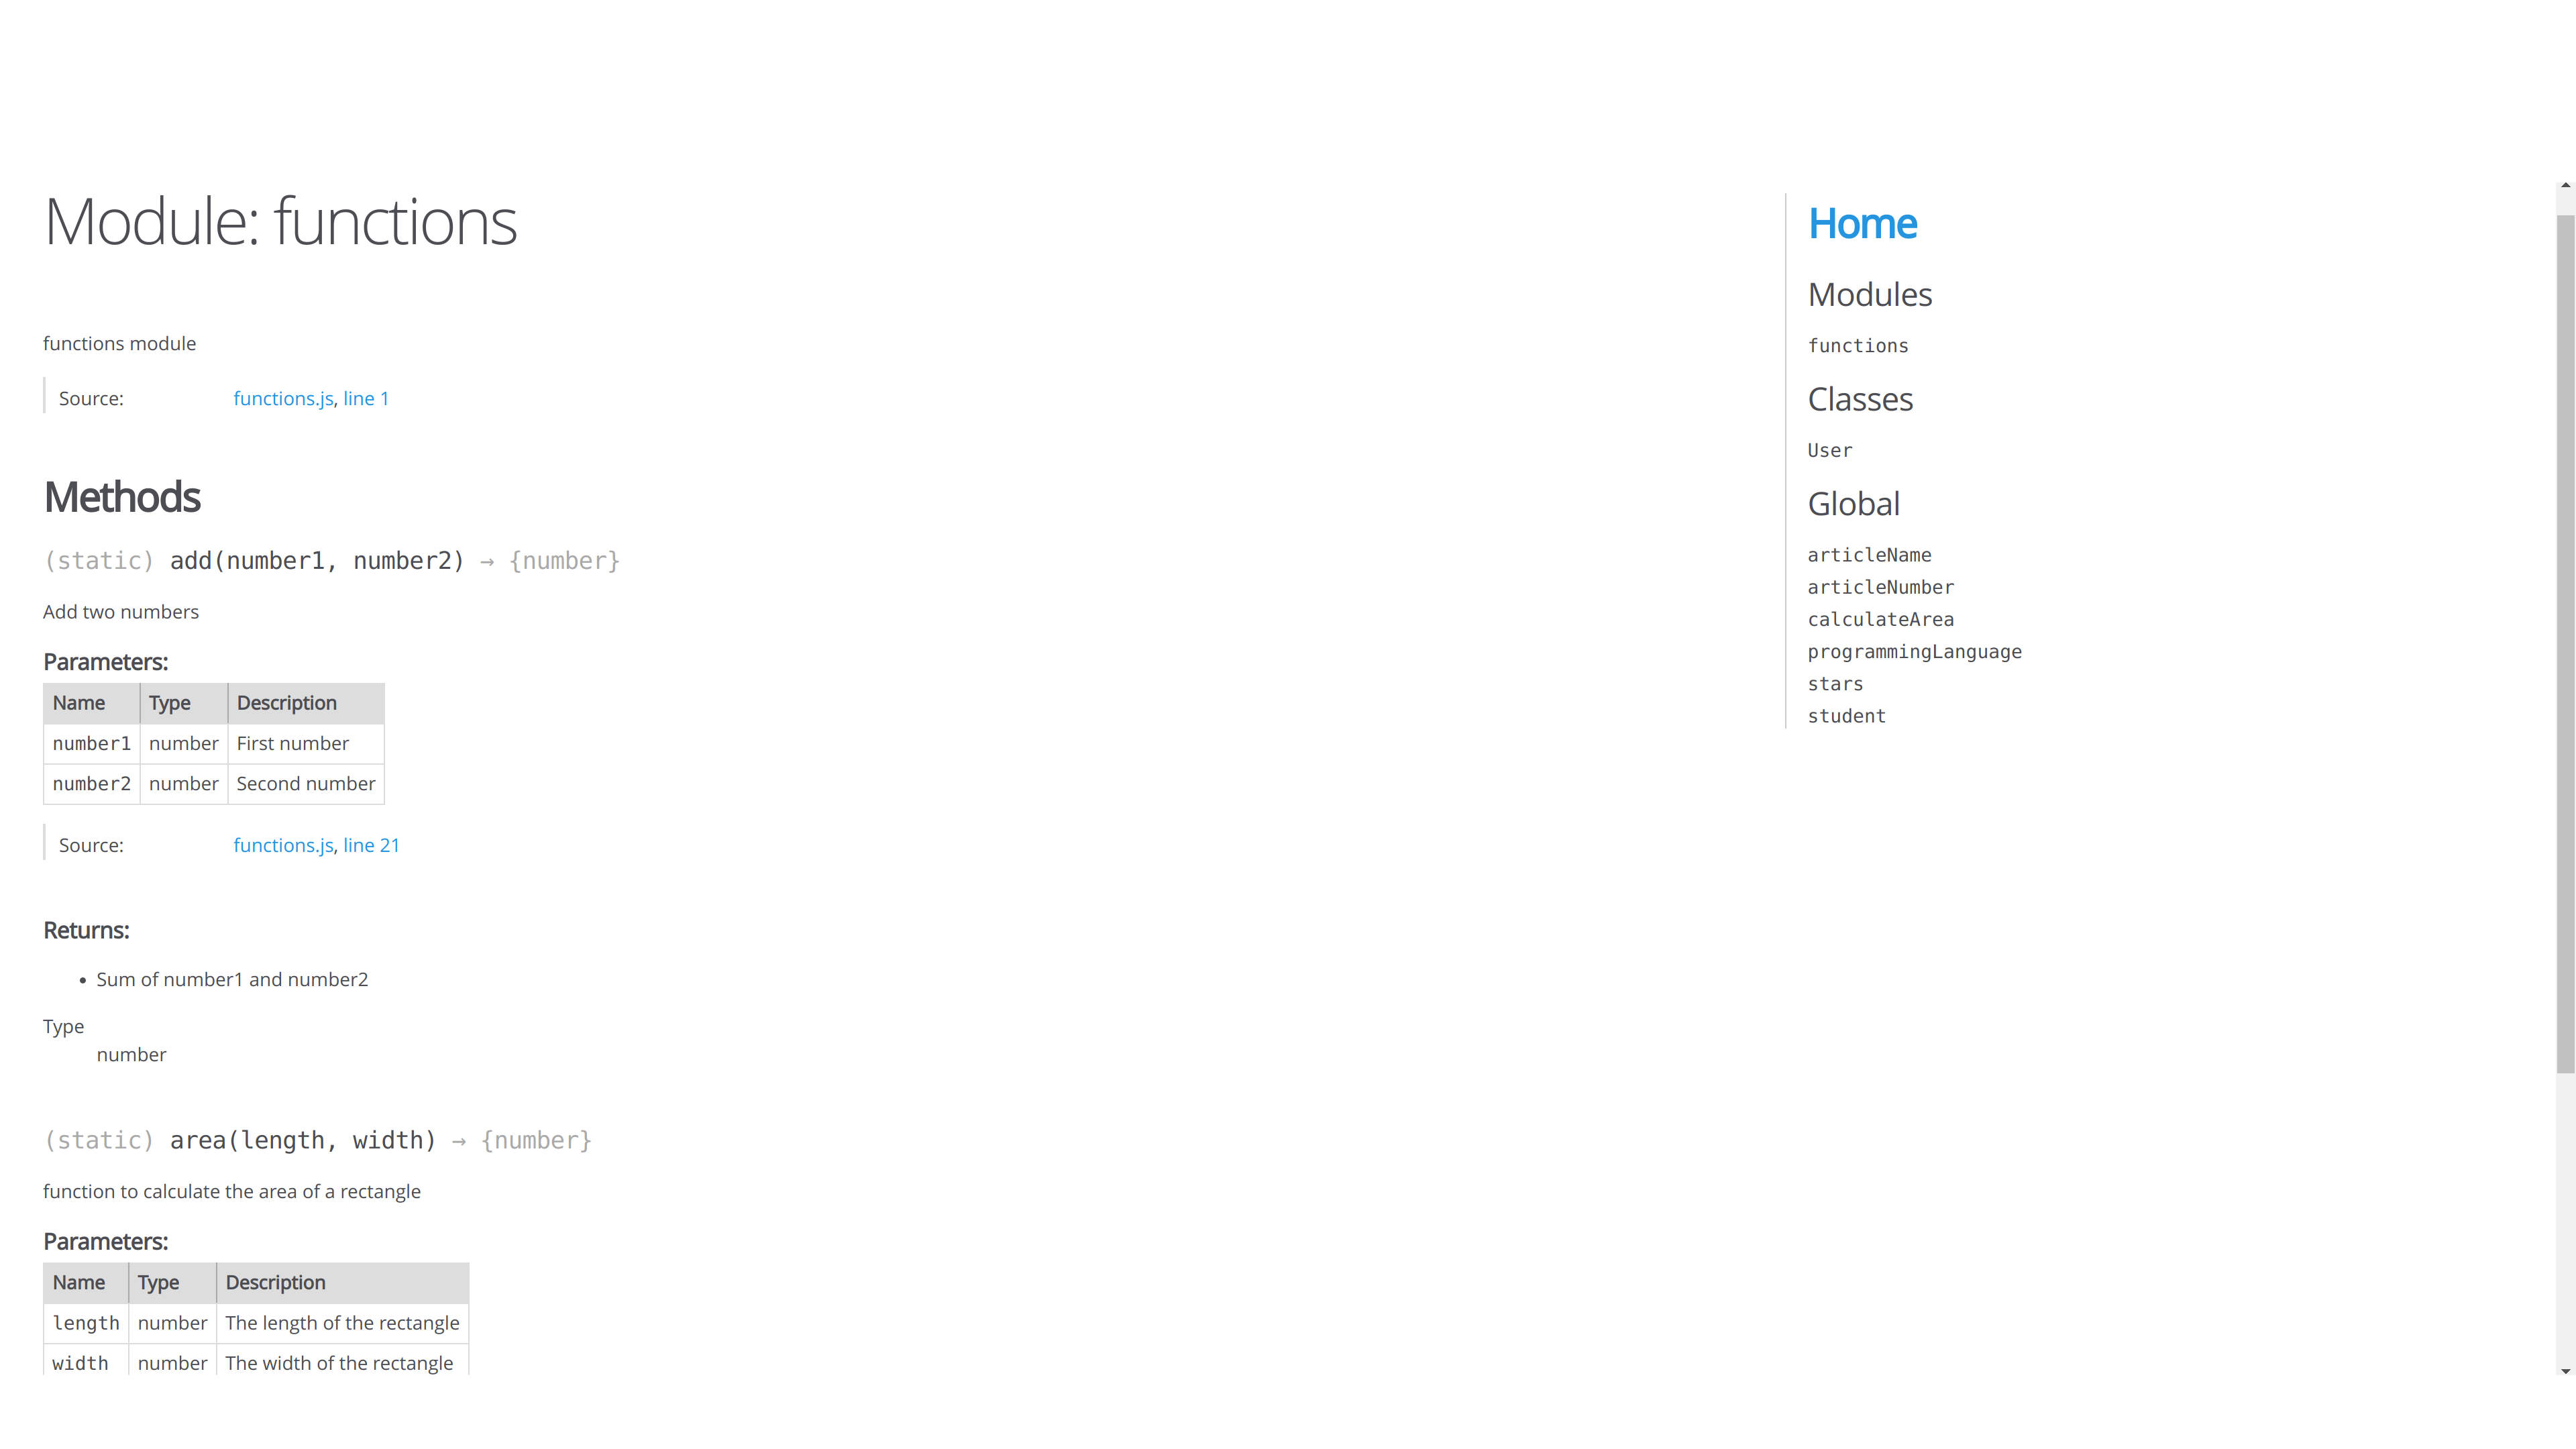 Module: functions
functions module
Source: functions.js, line 1
Methods
(static) add(number1, number2) → {number}
Add two numbers
Parameters:
Name Type Description
number1 number First number
number2 number Second number
Source: functions.js, line 21
Returns:
• Sum of number1 and number2
Type
number
(static) area(length, width) → {number}
function to calculate the area of a rectangle
Parameters:
Name Type Description
length number The length of the rectangle
width number The width of the rectangle
Home
Modules
functions
Classes
User
Global
articleName
articleNumber
calculateArea
programmingLanguage
stars
student